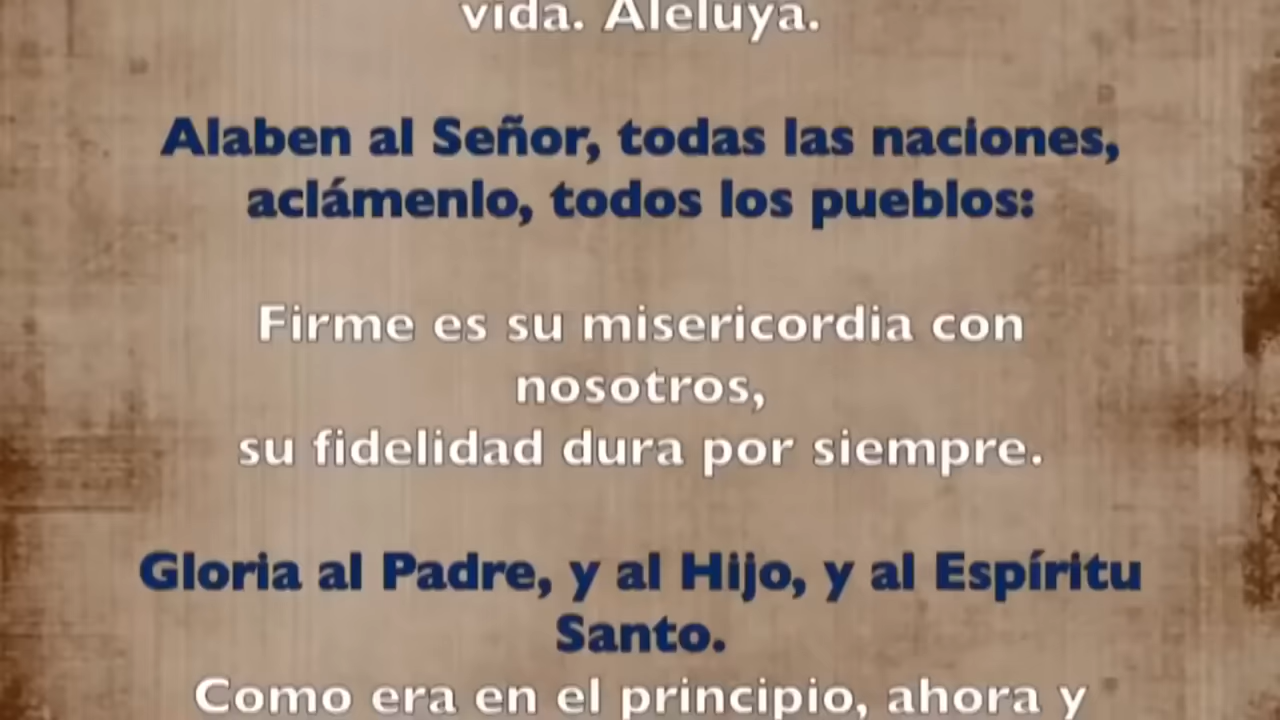 vida. Aleluya.
Alaben al Señor, todas las naciones,
aclámenlo, todos los pueblos:
Firme es su misericordia con
nosotros,
su fidelidad dura por siempre.
Gloria al Padre, y al Hijo, y al Espíritu
Santo.
Como era en el principio, ahora y